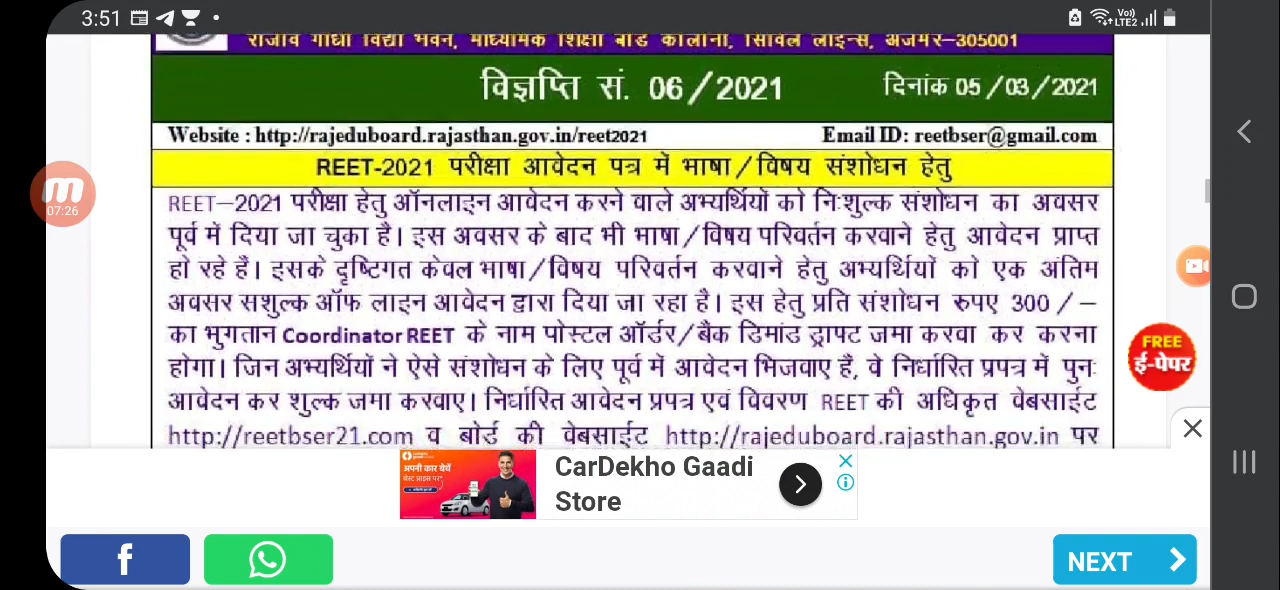 3:51
Vo))
LTE2
राजीव गांधी विद्या भवन, माध्यमिक शिक्षा बोर्ड कॉलोनी, सिविल लाइन्स, अजमेर–305001
विज्ञप्ति सं. 06/2021 दिनांक 05/03/2021
Website : http://rajeduboard.rajasthan.gov.in/reet2021 Email ID: reetbser@gmail.com
REET-2021 परीक्षा आवेदन पत्र में भाषा/विषय संशोधन हेतु
REET–2021 परीक्षा हेतु ऑनलाइन आवेदन करने वाले अभ्यर्थियों को निःशुल्क संशोधन का अवसर
पूर्व में दिया जा चुका है। इस अवसर के बाद भी भाषा/विषय परिवर्तन करवाने हेतु आवेदन प्राप्त
हो रहे हैं। इसके दृष्टिगत केवल भाषा/विषय परिवर्तन करवाने हेतु अभ्यर्थियों को एक अंतिम
अवसर सशुल्क ऑफ लाइन आवेदन द्वारा दिया जा रहा है। इस हेतु प्रति संशोधन रुपए 300/–
का भुगतान Coordinator REET के नाम पोस्टल ऑर्डर/बैंक डिमांड ड्राफ्ट जमा करवा कर करना
होगा। जिन अभ्यर्थियों ने ऐसे संशोधन के लिए पूर्व में आवेदन भिजवाए हैं, वे निर्धारित प्रपत्र में पुनः
आवेदन कर शुल्क जमा करवाए। निर्धारित आवेदन प्रपत्र एवं विवरण REET की अधिकृत वेबसाईट
http://reetbser21.com व बोर्ड की वेबसाईट http://rajeduboard.rajasthan.gov.in पर
07:26
FREE
ई-पेपर
अपनी कार बेचें
बेस्ट प्राइस पर
CarDekho Gaadi
Store
NEXT